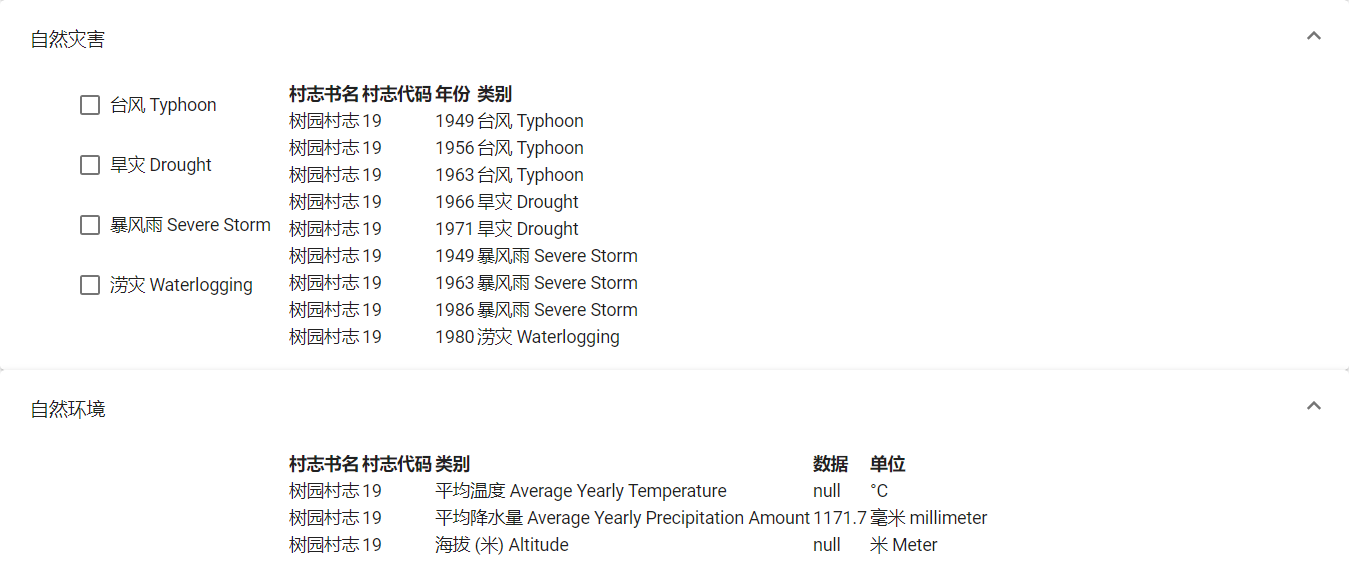 自然灾害
台风 Typhoon
旱灾 Drought
暴风雨 Severe Storm
涝灾 Waterlogging
村志书名 村志代码 年份 类别
树园村志 19 1949 台风 Typhoon
树园村志 19 1956 台风 Typhoon
树园村志 19 1963 台风 Typhoon
树园村志 19 1966 旱灾 Drought
树园村志 19 1971 旱灾 Drought
树园村志 19 1949 暴风雨 Severe Storm
树园村志 19 1963 暴风雨 Severe Storm
树园村志 19 1986 暴风雨 Severe Storm
树园村志 19 1980 涝灾 Waterlogging
自然环境
村志书名 村志代码 类别 数据 单位
树园村志 19 平均温度 Average Yearly Temperature null °C
树园村志 19 平均降水量 Average Yearly Precipitation Amount 1171.7 毫米 millimeter
树园村志 19 海拔 (米) Altitude null 米 Meter